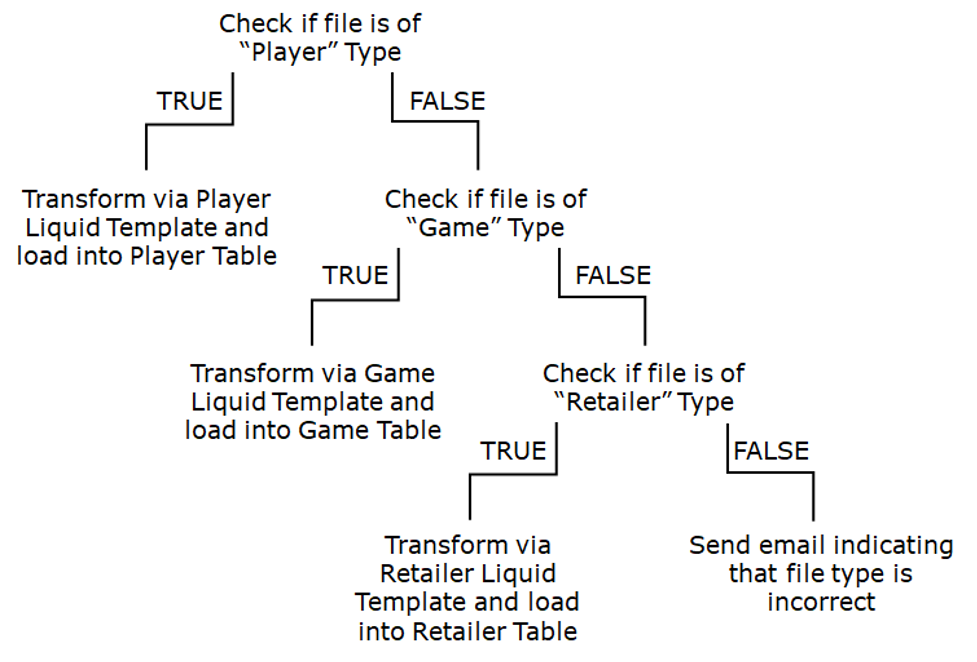 Check if file is of
“Player” Type
TRUE
FALSE
Transform via Player
Liquid Template and
load into Player Table
Check if file is of
“Game” Type
TRUE
FALSE
Transform via Game
Liquid Template and
load into Game Table
Check if file is of
“Retailer” Type
TRUE
FALSE
Transform via
Retailer Liquid
Template and load
into Retailer Table
Send email indicating
that file type is
incorrect